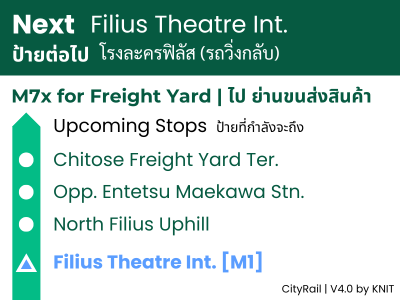 Next Filius Theatre Int.
ป้ายต่อไป โรงละครฟิลัส (รถวิ่งกลับ)
M7x for Freight Yard | ไป ย่านขนส่งสินค้า
Upcoming Stops ป้ายที่กำลังจะถึง
Chitose Freight Yard Ter.
Opp. Entetsu Maekawa Stn.
North Filius Uphill
Filius Theatre Int. [M1]
CityRail | V4.0 by KNIT